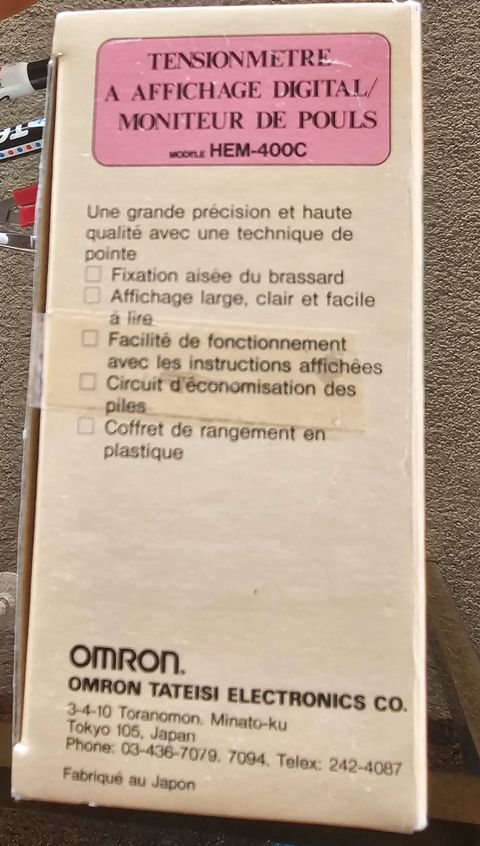 TENSIONMETRE
A AFFICHAGE DIGITAL/
MONITEUR DE POULS
MODELE HEM-400C
Une grande précision et haute
qualité avec une technique de
pointe
Fixation aisée du brassard
Affichage large, clair et facile
à lire
Facilité de fonctionnement
avec les instructions affichées
Circuit d'économisation des
piles
Coffret de rangement en
plastique
OMRON
OMRON TATEISI ELECTRONICS CO.
3-4-10 Toranomon, Minato-ku
Tokyo 105, Japan
Phone: 03-436-7079, 7094, Telex: 242-4087
Fabriqué au Japon